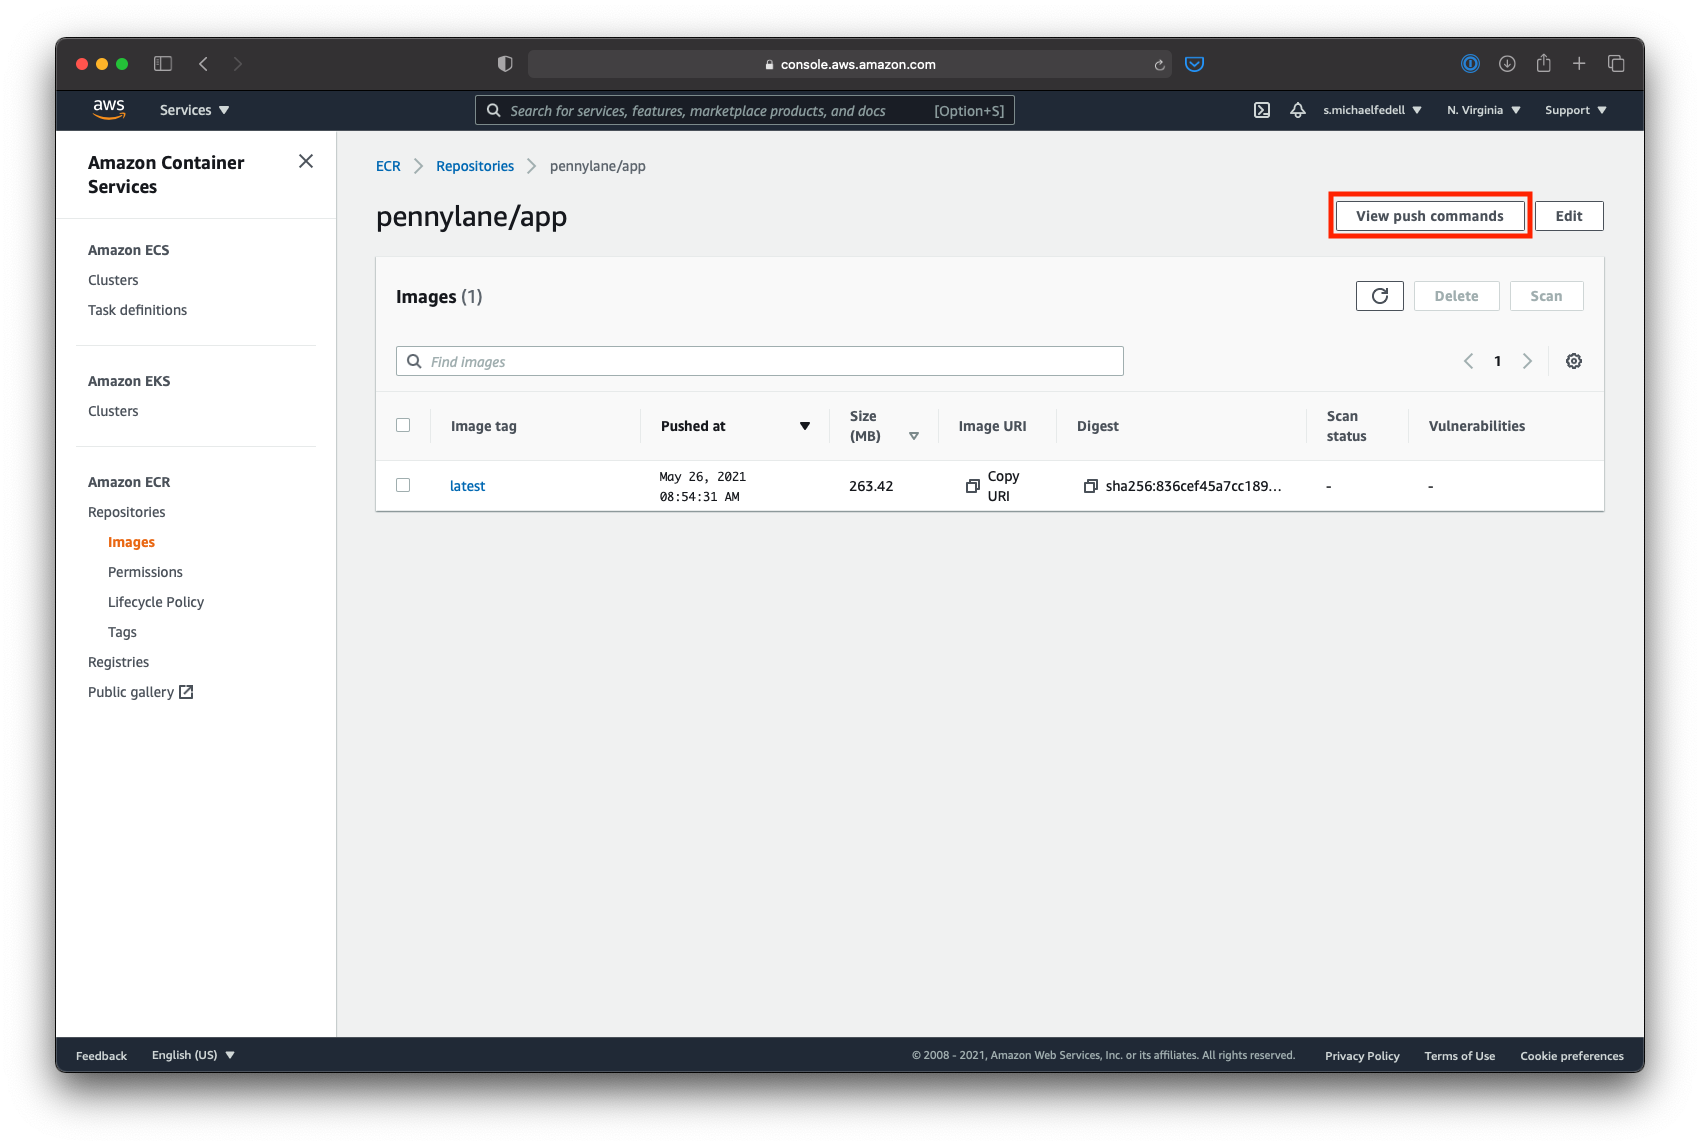 console.aws.amazon.com
aws
Services
Search for services, features, marketplace products, and docs
[Option+S]
s.michaelfedell
N. Virginia
Support
Amazon Container
Services
Amazon ECS
Clusters
Task definitions
Amazon EKS
Clusters
Amazon ECR
Repositories
Images
Permissions
Lifecycle Policy
Tags
Registries
Public gallery
ECR
Repositories
pennylane/app
pennylane/app
View push commands
Edit
Images (1)
Delete
Scan
Find images
1
Image tag
Pushed at
Size
(MB)
Image URI
Digest
Scan
status
Vulnerabilities
latest
May 26, 2021
08:54:31 AM
263.42
Copy
URI
sha256:836cef45a7cc189...
-
-
Feedback
English (US)
© 2008 - 2021, Amazon Web Services, Inc. or its affiliates. All rights reserved.
Privacy Policy
Terms of Use
Cookie preferences